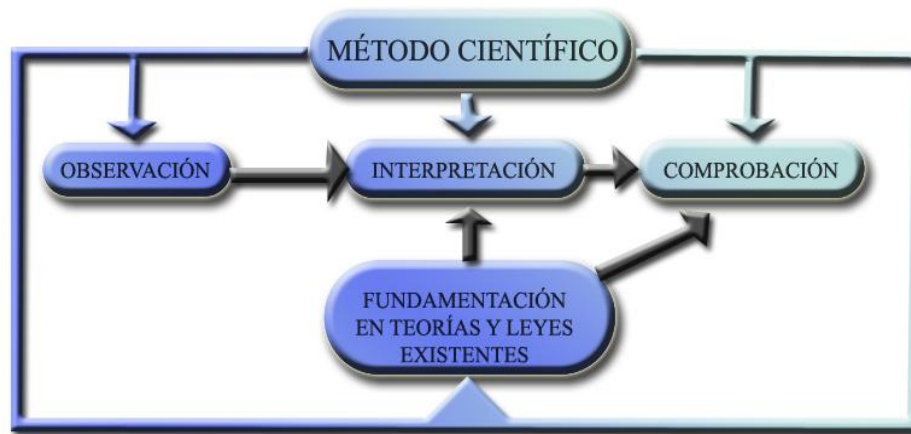 MÉTODO CIENTÍFICO
OBSERVACIÓN
INTERPRETACIÓN
COMPROBACIÓN
FUNDAMENTACIÓN
EN TEORÍAS Y LEYES
EXISTENTES